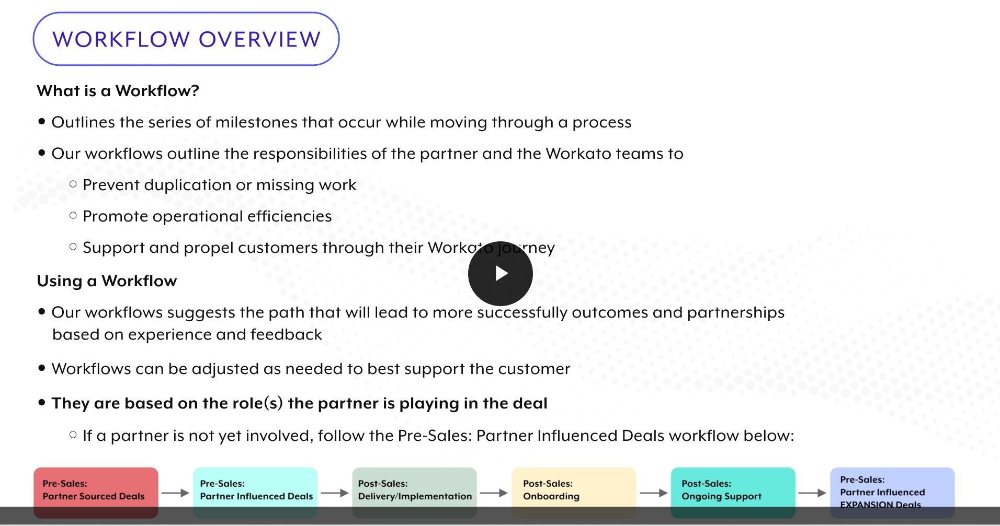 WORKFLOW OVERVIEW
What is a Workflow?
• Outlines the series of milestones that occur while moving through a process
• Our workflows outline the responsibilities of the partner and the Workato teams to
○ Prevent duplication or missing work
○ Promote operational efficiencies
○ Support and propel customers through their Workato journey
Using a Workflow
• Our workflows suggests the path that will lead to more successfully outcomes and partnerships
based on experience and feedback
• Workflows can be adjusted as needed to best support the customer
• They are based on the role(s) the partner is playing in the deal
○ If a partner is not yet involved, follow the Pre-Sales: Partner Influenced Deals workflow below:
Pre-Sales:
Partner Sourced Deals
Pre-Sales:
Partner Influenced Deals
Post-Sales:
Delivery/Implementation
Post-Sales:
Onboarding
Post-Sales:
Ongoing Support
Pre-Sales:
Partner Influenced
EXPANSION Deals